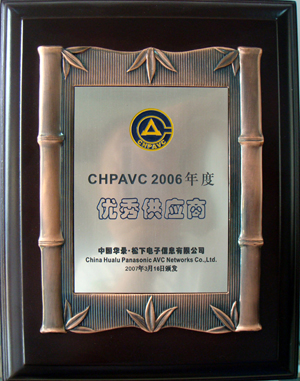 CHPAVC
CHPAVC 2006年度
优秀供应商
中国华录·松下电子信息有限公司
China Hualu Panasonic AVC Networks Co.,Ltd.
2007年3月16日颁发